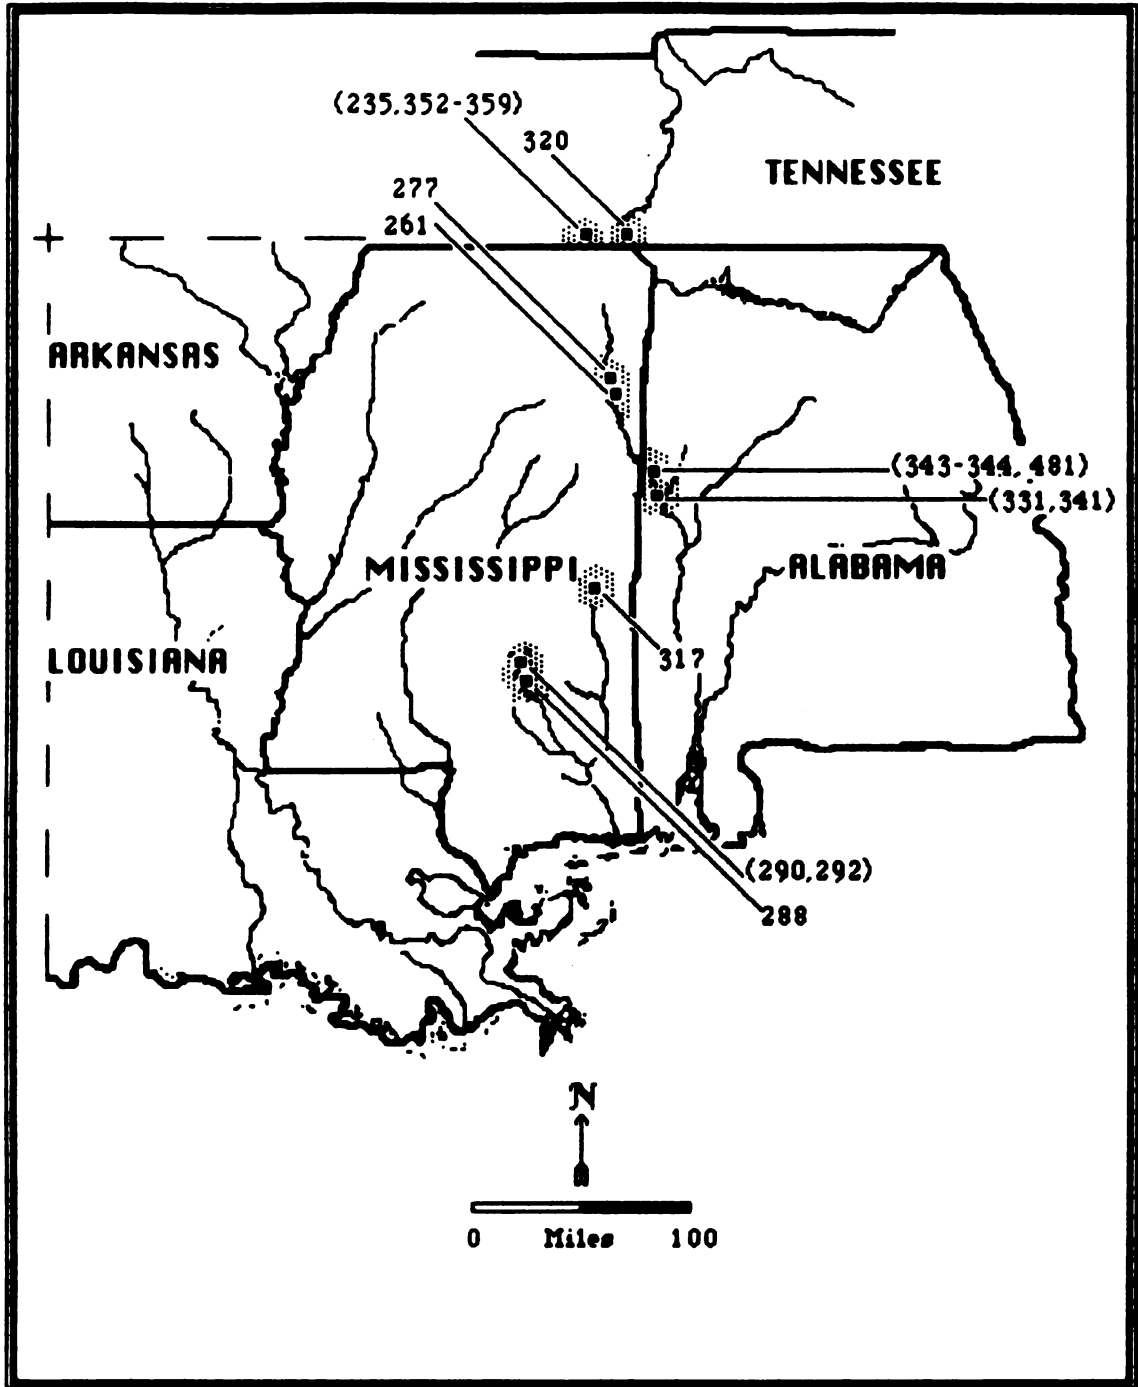 (235,352-359)
320
TENNESSEE
277
261
ARKANSAS
(343-344,481)
(331,341)
MISSISSIPPI
ALABAMA
LOUISIANA
317
(290,292)
288
N
0 Miles 100